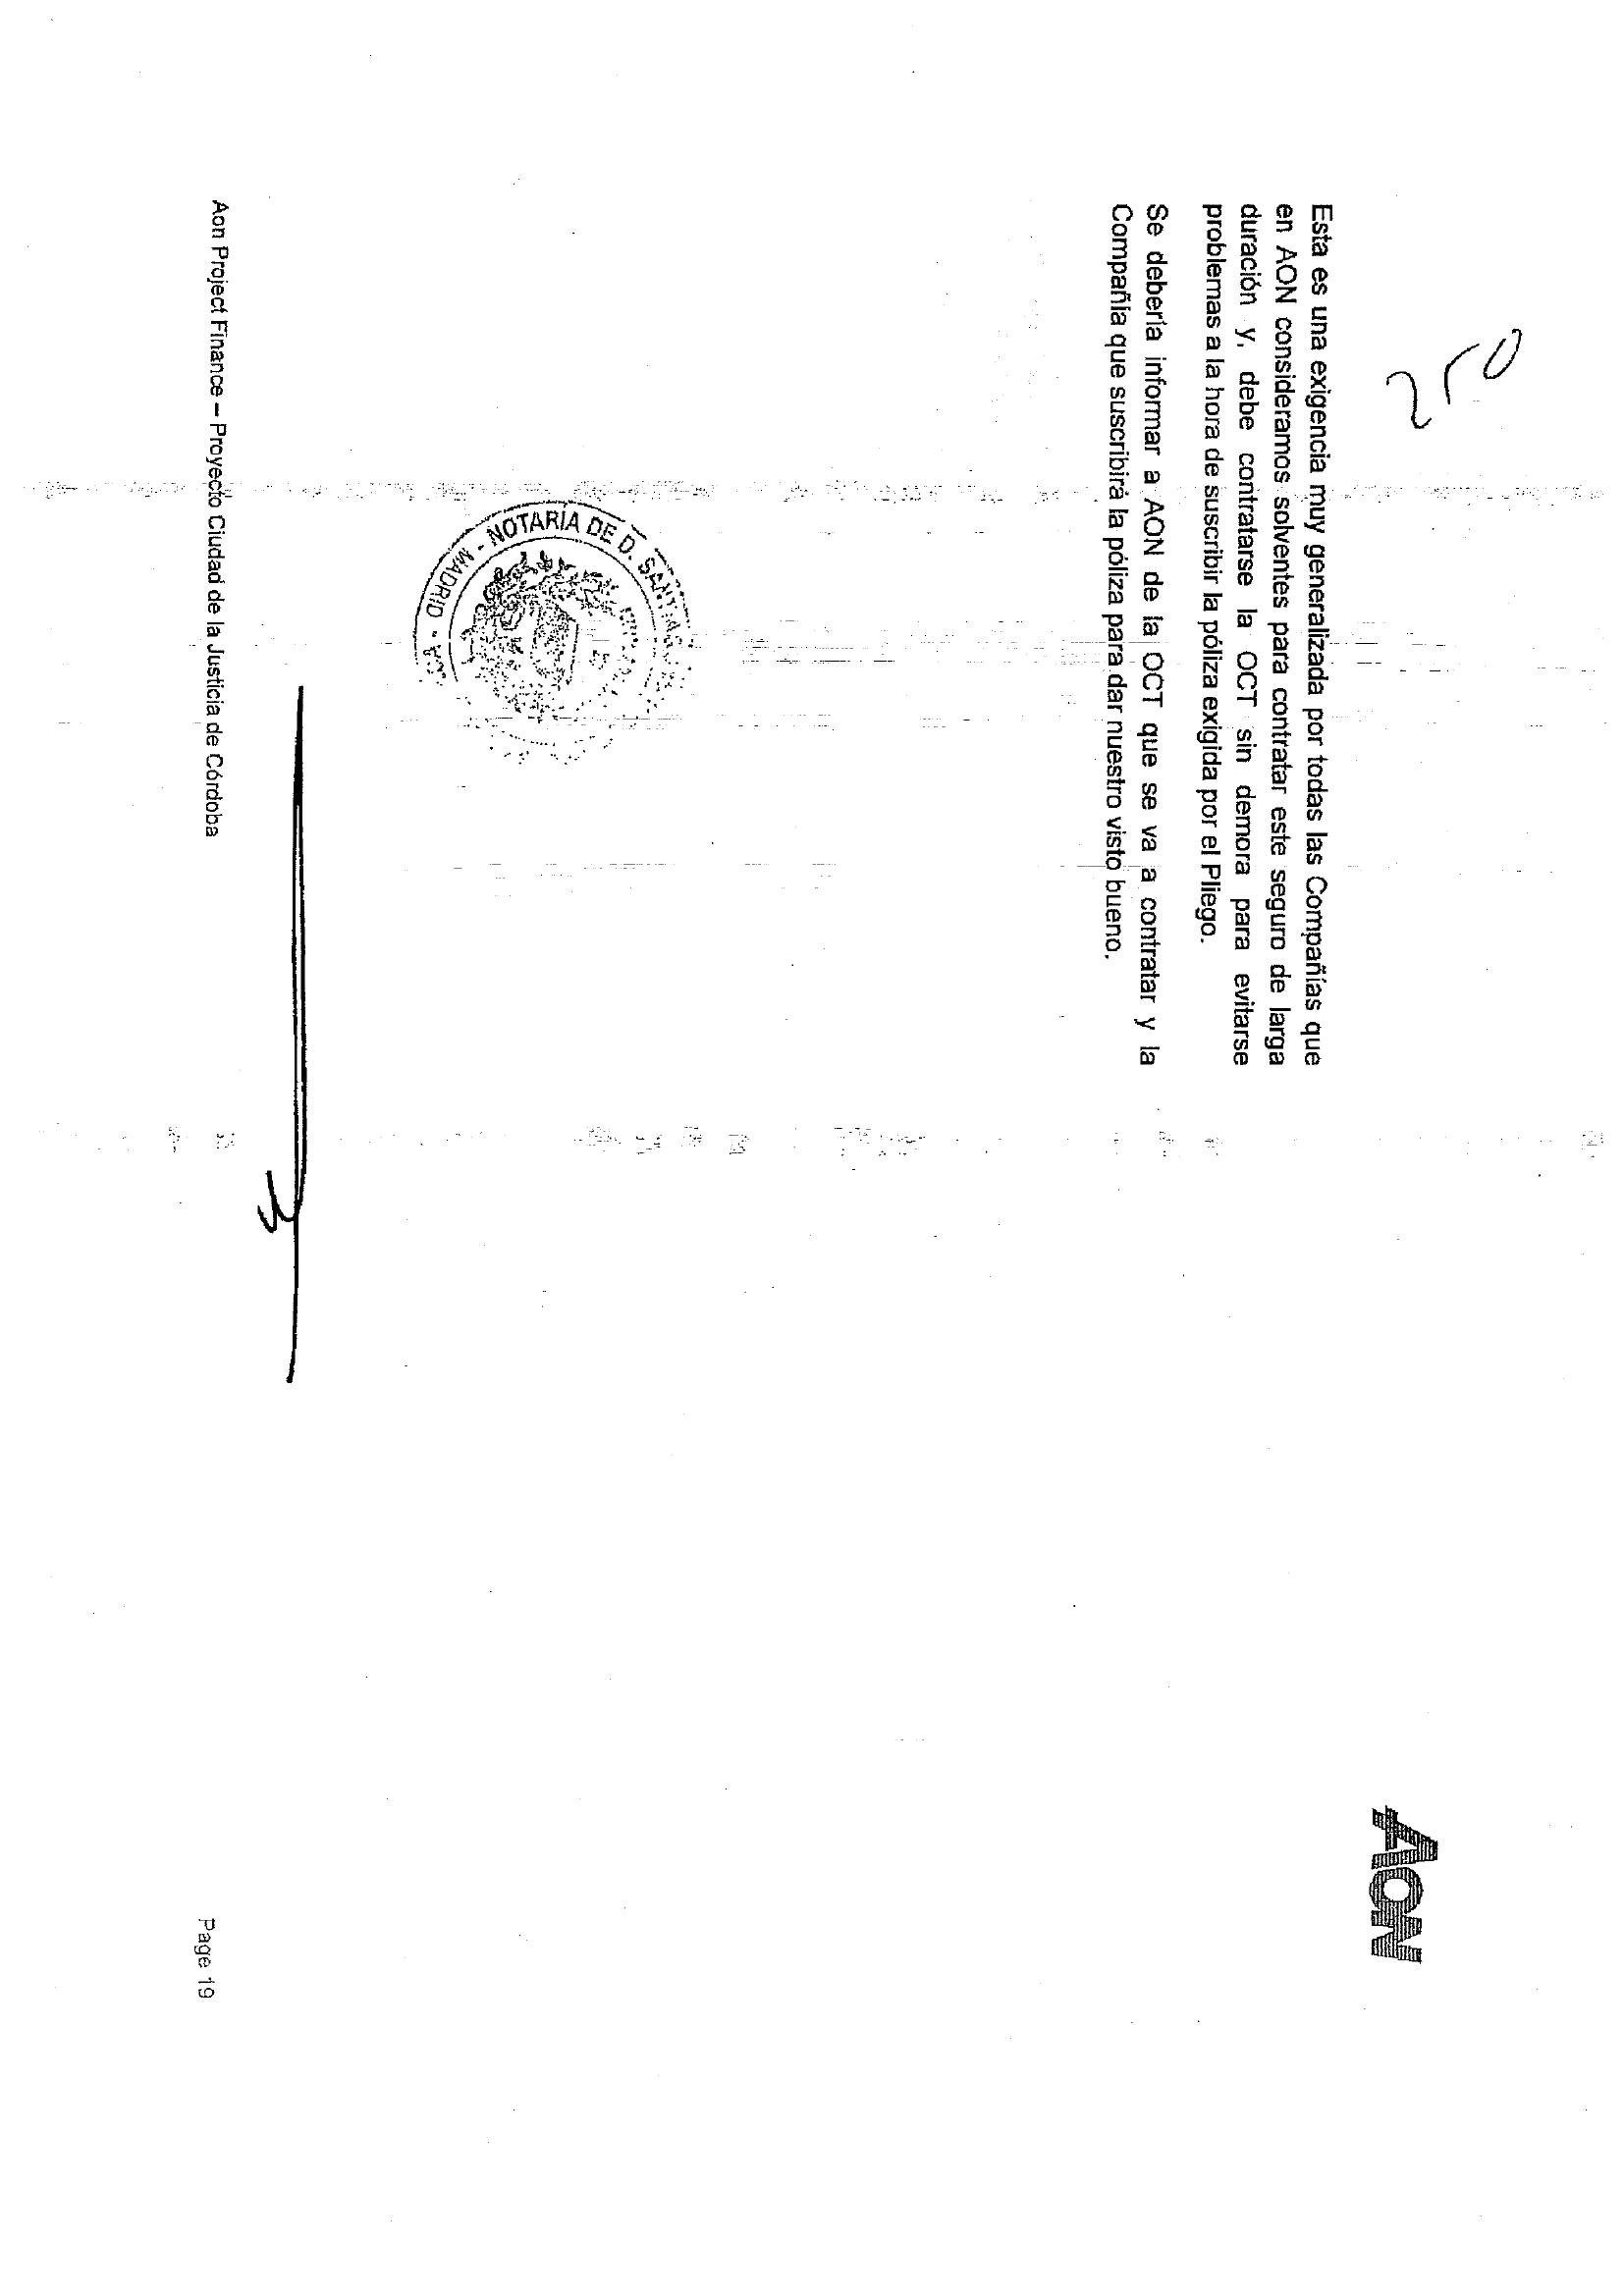 250
AON
Esta es una exigencia muy generalizada por todas las Compañías que
en AON consideramos solventes para contratar este seguro de larga
duración y, debe contratarse la OCT sin demora para evitarse
problemas a la hora de suscribir la póliza exigida por el Pliego.
Se debería informar a AON de la OCT que se va a contratar y la
Compañía que suscribirá la póliza para dar nuestro visto bueno.
MADRID - NOTARÍA DE D.
Aon Project Finance – Proyecto Ciudad de la Justicia de Córdoba
Page 19